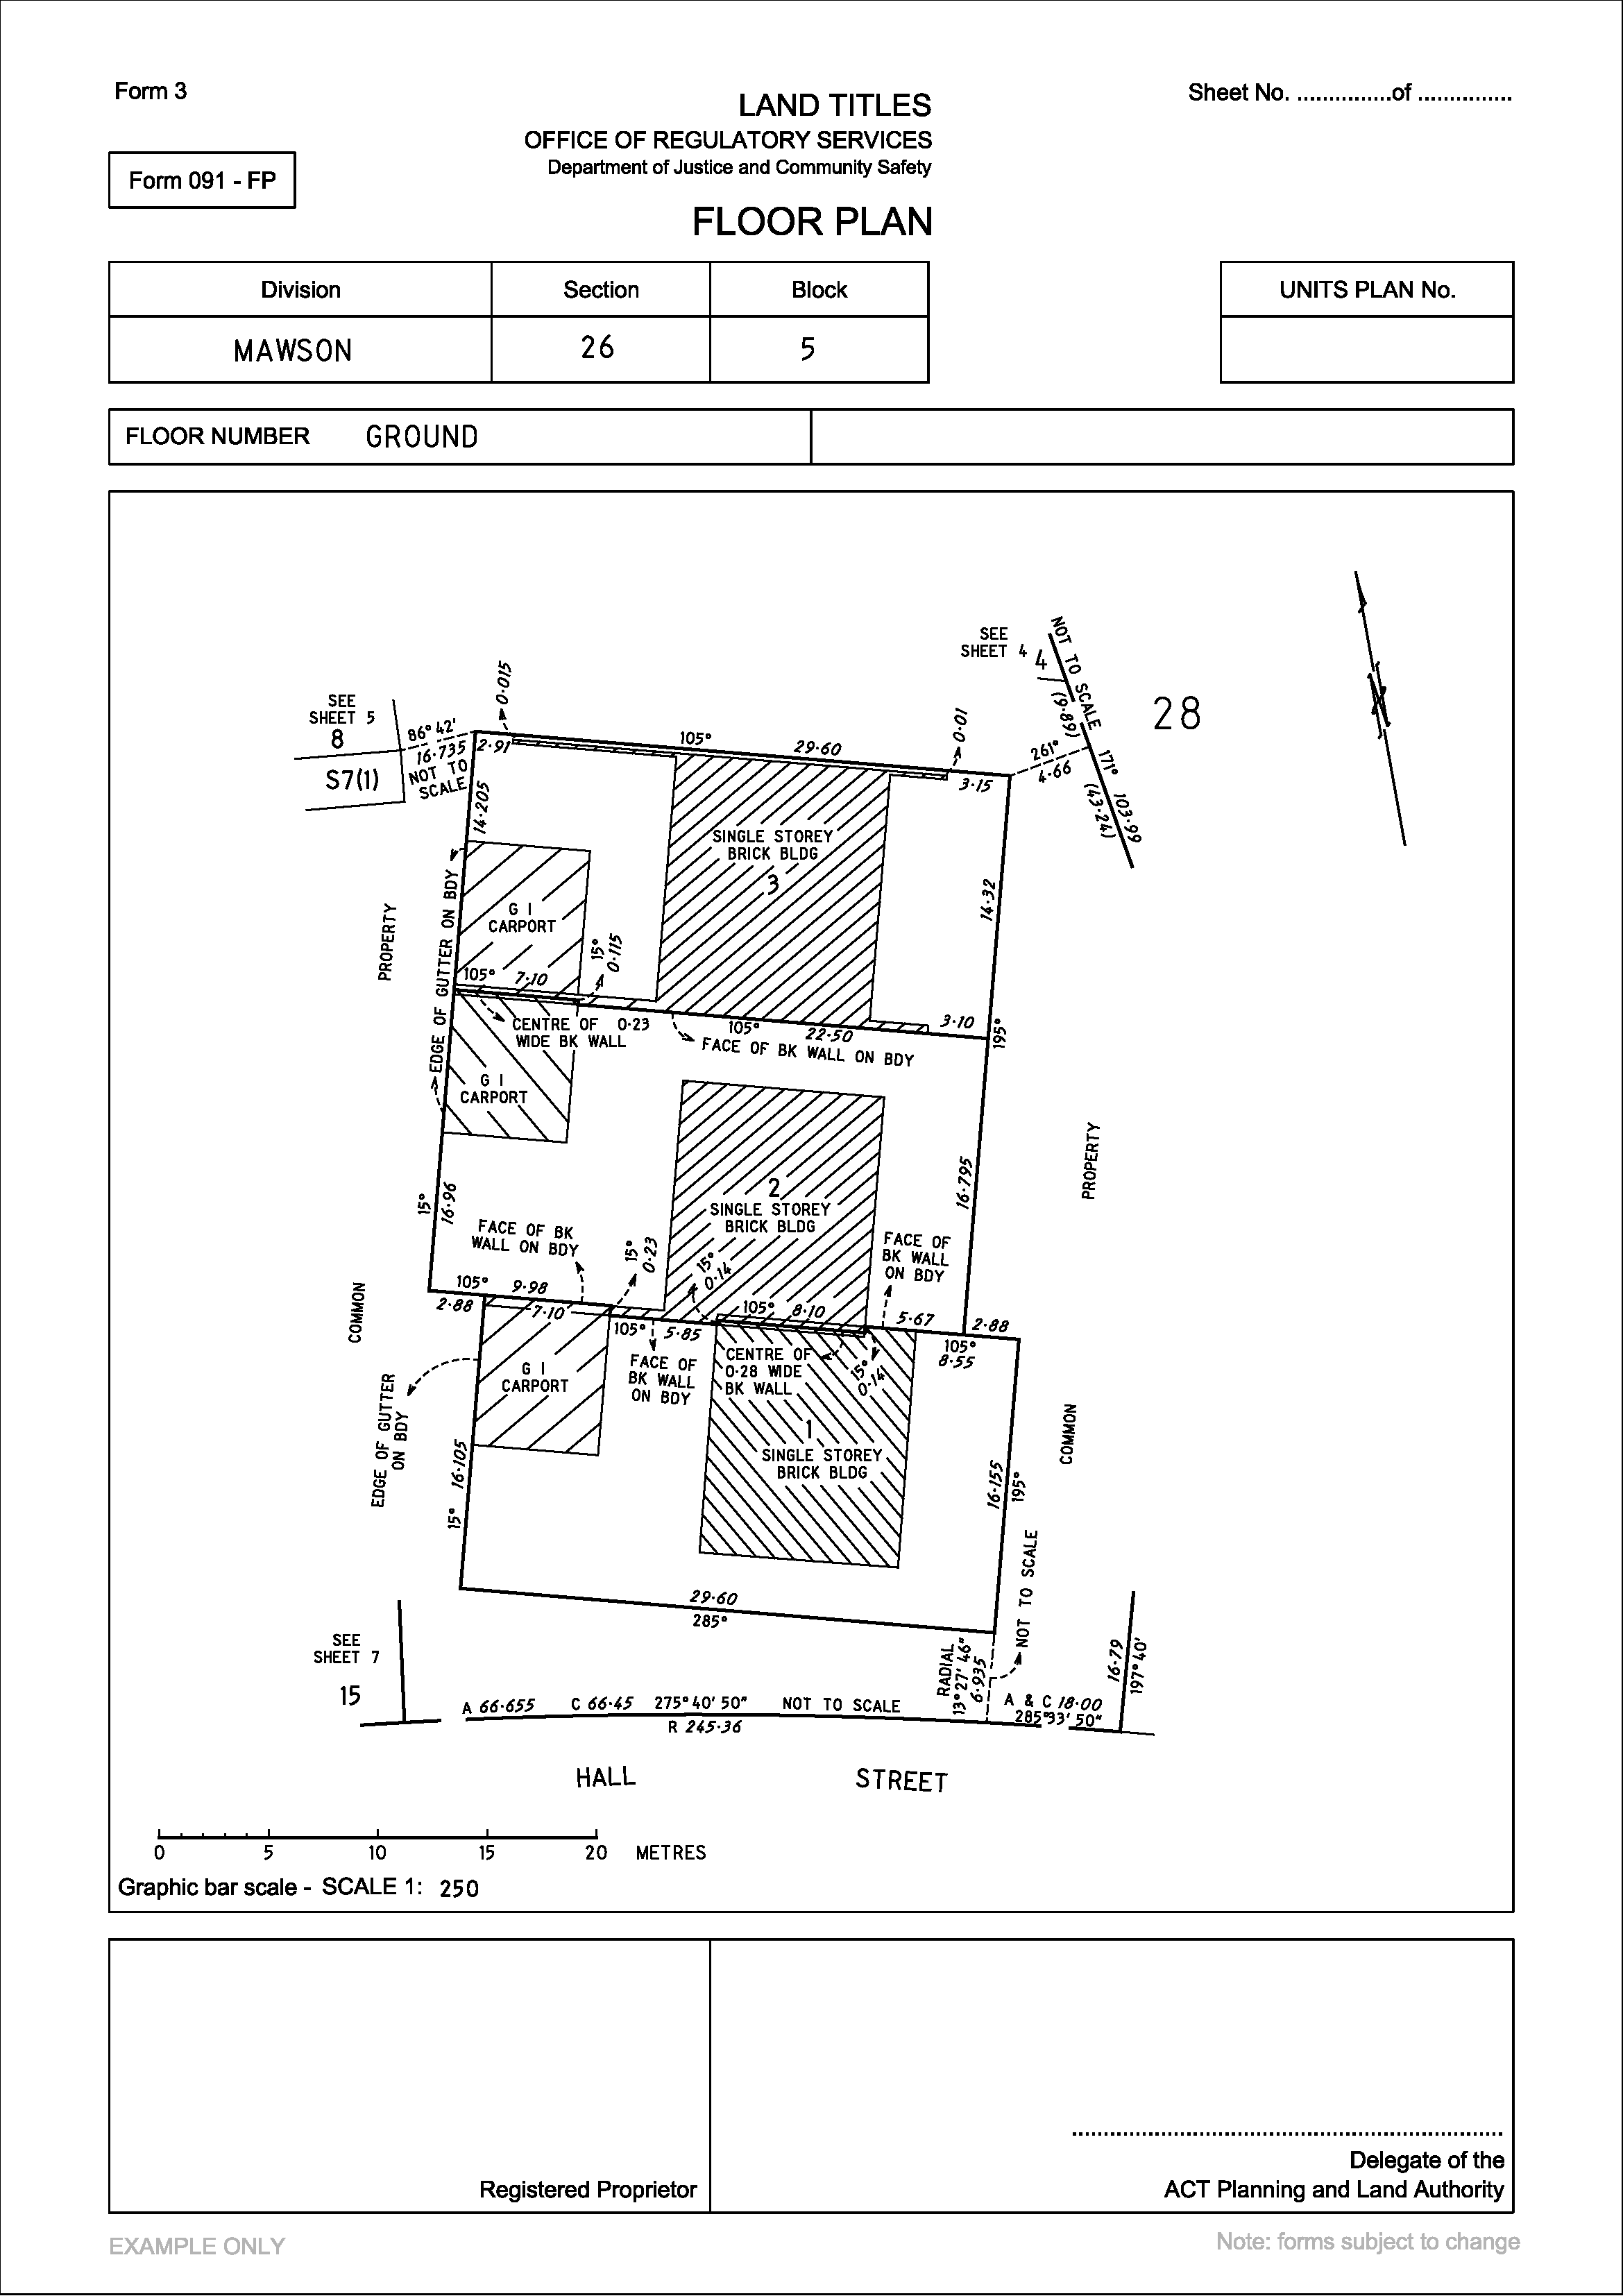 Form 3
Sheet No. ...............of ...............
LAND TITLES
OFFICE OF REGULATORY SERVICES
Department of Justice and Community Safety
Form 091 - FP
FLOOR PLAN
Division Section Block UNITS PLAN No.
MAWSON 26 5
FLOOR NUMBER GROUND
SEE
SHEET 4
4
NOT TO SCALE
(9·89)
28
171° 103·99
(43·24)
261°
4·66
SEE
SHEET 5
8
S7(1)
86° 42'
16·735
NOT TO
SCALE
0·015
2·91
105° 29·60
0·01
3·15
14·205
SINGLE STOREY
BRICK BLDG
3
14·32
G I
CARPORT
PROPERTY
EDGE OF GUTTER ON BDY
105° 7·10
15°
0·115
CENTRE OF 0·23
WIDE BK WALL
105° 22·50
3·10
195°
FACE OF BK WALL ON BDY
G I
CARPORT
PROPERTY
15°
16·96
16·795
2
SINGLE STOREY
BRICK BLDG
FACE OF BK
WALL ON BDY
15°
0·23
15°
0·14
FACE OF
BK WALL
ON BDY
105° 9·98
2·88
7·10
105° 8·10
5·67
2·88
105° 5·85
105°
8·55
COMMON
G I
CARPORT
FACE OF
BK WALL
ON BDY
CENTRE OF
0·28 WIDE
BK WALL
15°
0·14
EDGE OF GUTTER
ON BDY
1
SINGLE STOREY
BRICK BLDG
COMMON
15° 16·105
16·155
195°
29·60
285°
NOT TO SCALE
SEE
SHEET 7
15
RADIAL
13° 27' 46"
6·935
16·79
197° 40'
A 66·655 C 66·45 275° 40' 50" NOT TO SCALE
R 245·36
A & C 18·00
285° 33' 50"
HALL STREET
0 5 10 15 20 METRES
Graphic bar scale - SCALE 1: 250
Registered Proprietor
..................................................................
Delegate of the
ACT Planning and Land Authority
EXAMPLE ONLY
Note: forms subject to change